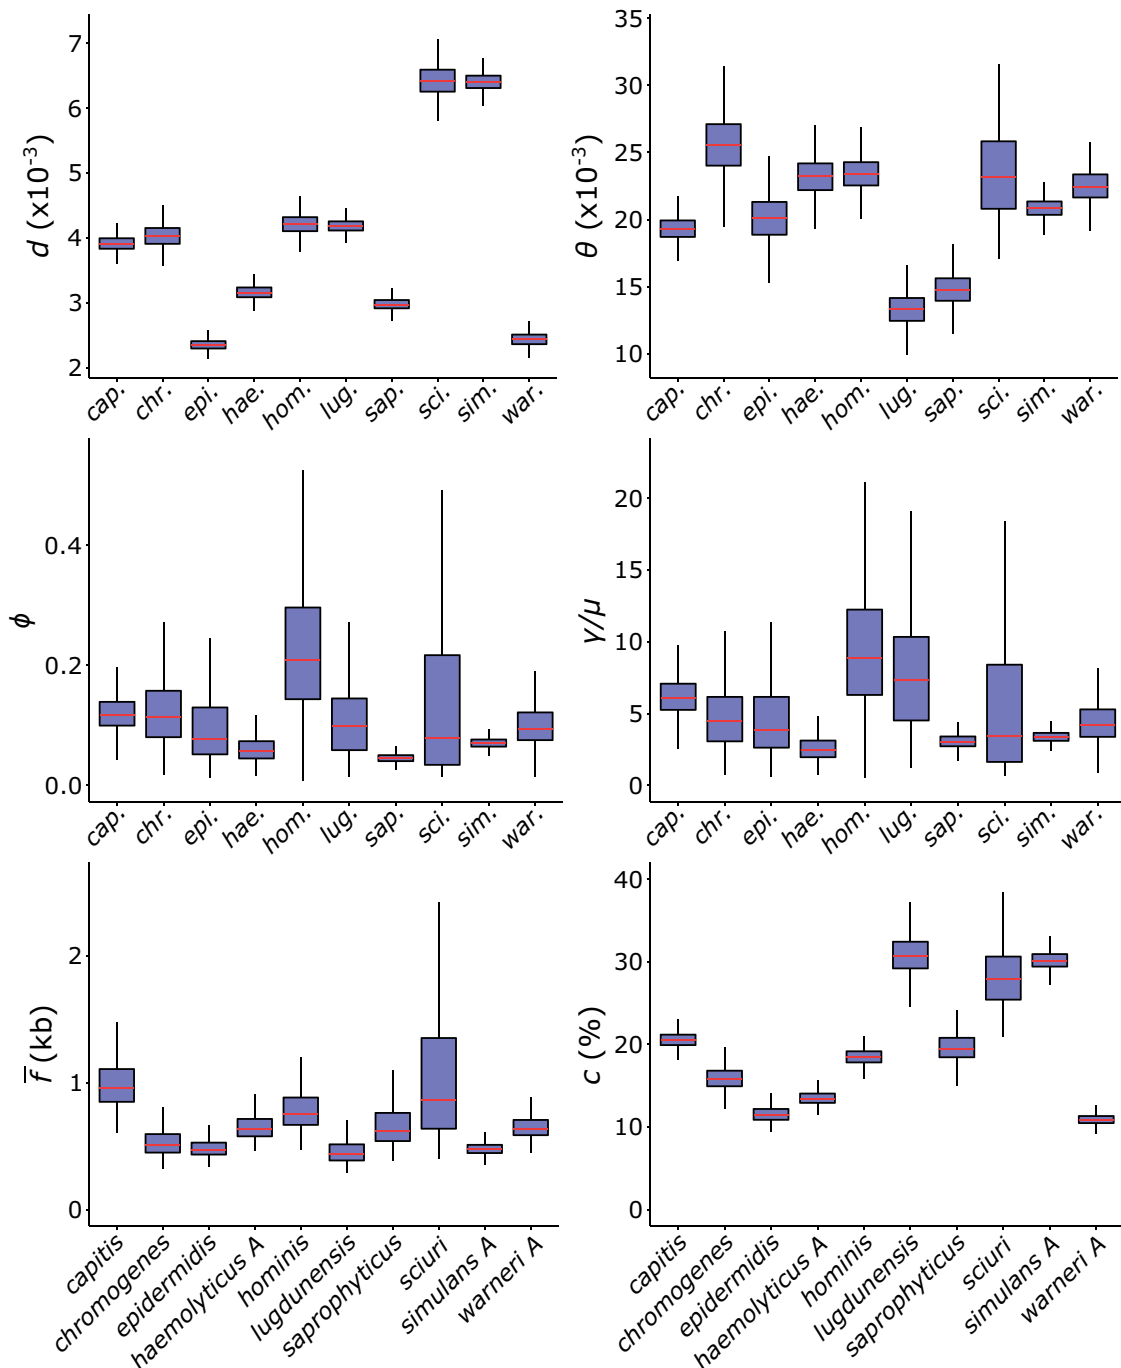 d (x10⁻³)
7
6
5
4
3
2
cap. chr. epi. hae. hom. lug. sap. sci. sim. war.
θ (x10⁻³)
35
30
25
20
15
10
cap. chr. epi. hae. hom. lug. sap. sci. sim. war.
ϕ
0.4
0.2
0.0
cap. chr. epi. hae. hom. lug. sap. sci. sim. war.
γ/μ
20
15
10
5
0
cap. chr. epi. hae. hom. lug. sap. sci. sim. war.
f̅ (kb)
2
1
0
capitis
chromogenes
epidermidis
haemolyticus A
hominis
lugdunensis
saprophyticus
sciuri
simulans A
warneri A
c (%)
40
30
20
10
0
capitis
chromogenes
epidermidis
haemolyticus A
hominis
lugdunensis
saprophyticus
sciuri
simulans A
warneri A